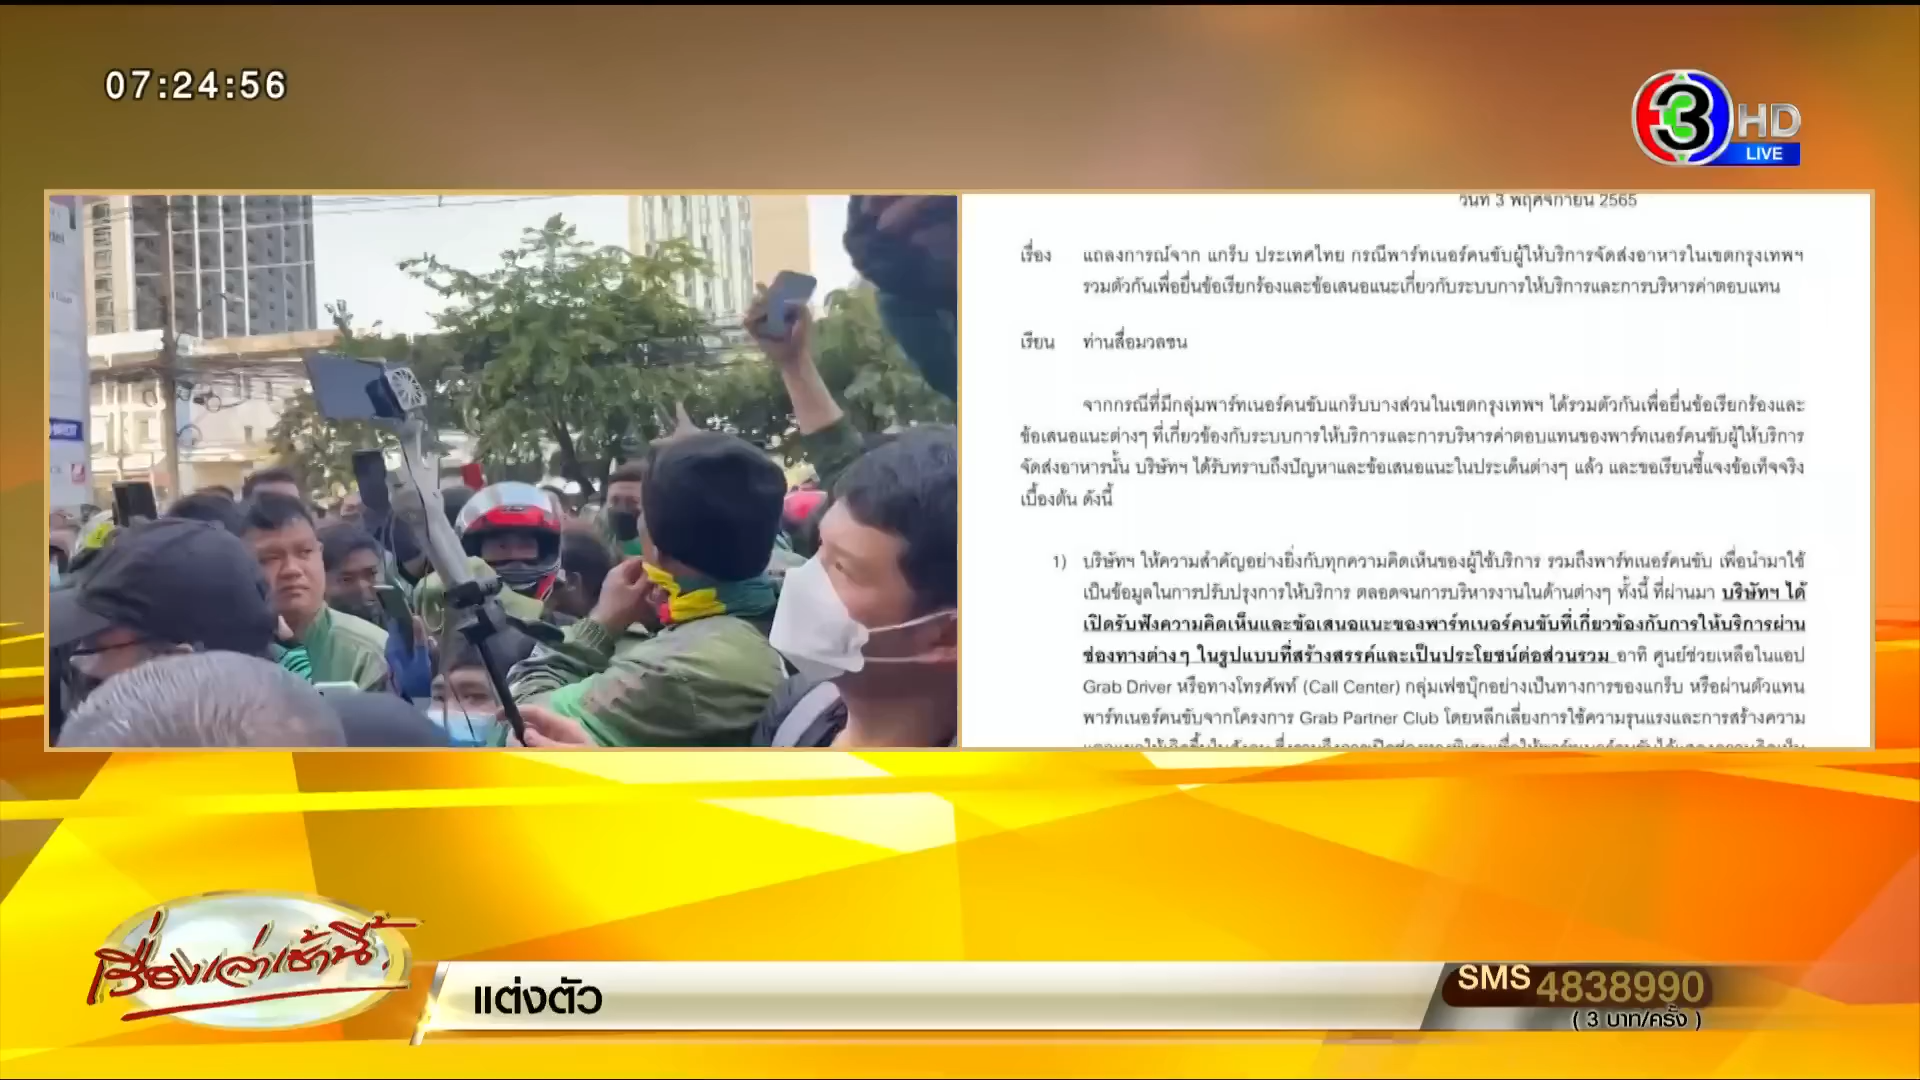 07:24:56
3 HD
LIVE
วันที่ 3 พฤศจิกายน 2565
เรื่อง แถลงการณ์จาก แกร็บ ประเทศไทย กรณีพาร์ทเนอร์คนขับผู้ให้บริการจัดส่งอาหารในเขตกรุงเทพฯ
รวมตัวกันเพื่อยื่นข้อเรียกร้องและข้อเสนอแนะเกี่ยวกับระบบการให้บริการและการบริหารค่าตอบแทน
เรียน ท่านสื่อมวลชน
จากกรณีที่มีกลุ่มพาร์ทเนอร์คนขับแกร็บบางส่วนในเขตกรุงเทพฯ ได้รวมตัวกันเพื่อยื่นข้อเรียกร้องและ
ข้อเสนอแนะต่างๆ ที่เกี่ยวข้องกับระบบการให้บริการและการบริหารค่าตอบแทนของพาร์ทเนอร์คนขับผู้ให้บริการ
จัดส่งอาหารนั้น บริษัทฯ ได้รับทราบถึงปัญหาและข้อเสนอแนะในประเด็นต่างๆ แล้ว และขอเรียนชี้แจงข้อเท็จจริง
เบื้องต้น ดังนี้
1) บริษัทฯ ให้ความสำคัญอย่างยิ่งกับทุกความคิดเห็นของผู้ใช้บริการ รวมถึงพาร์ทเนอร์คนขับ เพื่อนำมาใช้
เป็นข้อมูลในการปรับปรุงการให้บริการ ตลอดจนการบริหารงานในด้านต่างๆ ทั้งนี้ ที่ผ่านมา บริษัทฯ ได้
เปิดรับฟังความคิดเห็นและข้อเสนอแนะของพาร์ทเนอร์คนขับที่เกี่ยวข้องกับการให้บริการผ่าน
ช่องทางต่างๆ ในรูปแบบที่สร้างสรรค์และเป็นประโยชน์ต่อส่วนรวม อาทิ ศูนย์ช่วยเหลือในแอป
Grab Driver หรือทางโทรศัพท์ (Call Center) กลุ่มเฟซบุ๊กอย่างเป็นทางการของแกร็บ หรือผ่านตัวแทน
พาร์ทเนอร์คนขับจากโครงการ Grab Partner Club โดยหลีกเลี่ยงการใช้ความรุนแรงและการสร้างความ
เรื่องเล่าเช้านี้
แต่งตัว
SMS 4838990
( 3 บาท/ครั้ง )